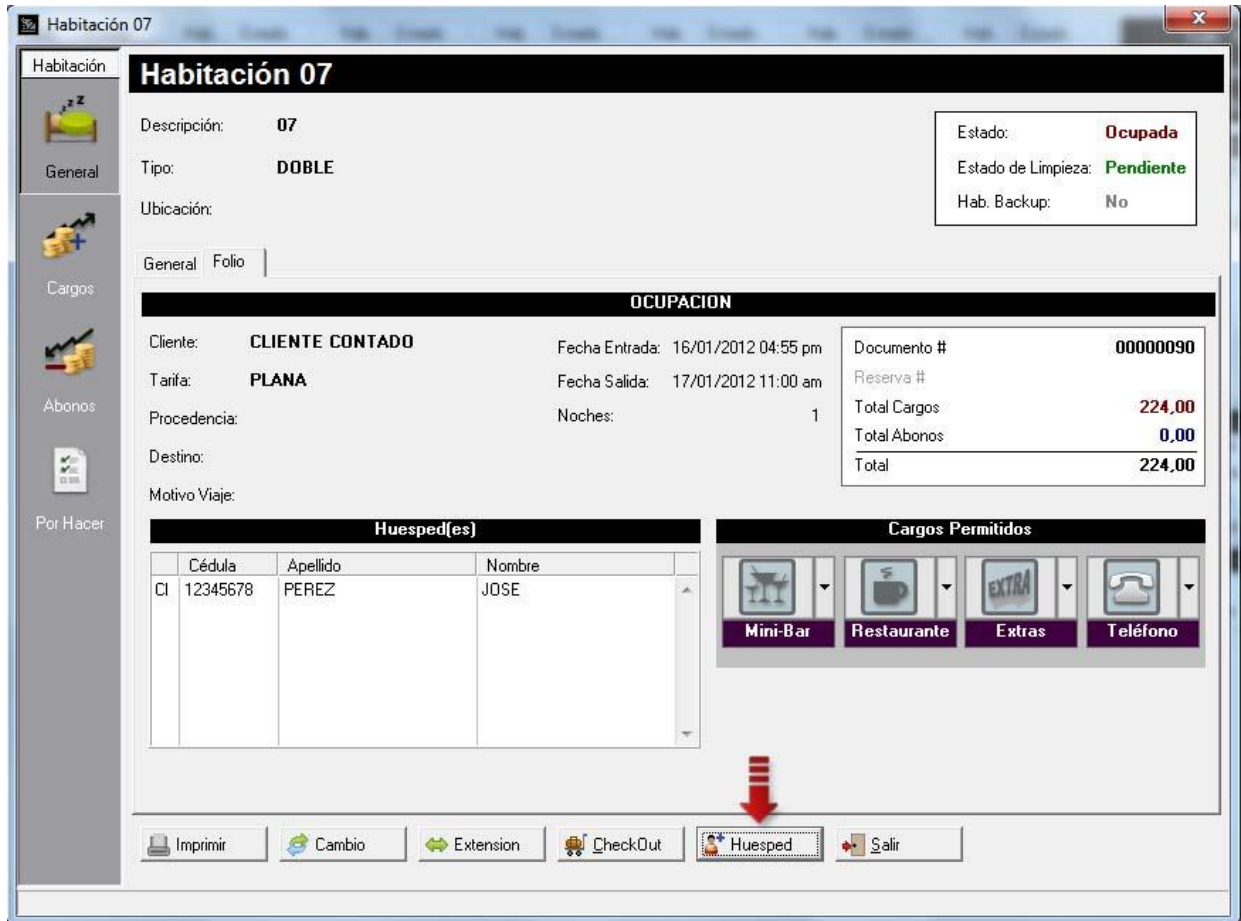 Habitación 07
Habitación
General
Cargos
Abonos
Por Hacer
Habitación 07
Descripción: 07
Tipo: DOBLE
Ubicación:
Estado: Ocupada
Estado de Limpieza: Pendiente
Hab. Backup: No
General Folio
OCUPACION
Cliente: CLIENTE CONTADO
Tarifa: PLANA
Procedencia:
Destino:
Motivo Viaje:
Fecha Entrada: 16/01/2012 04:55 pm
Fecha Salida: 17/01/2012 11:00 am
Noches: 1
Documento # 00000090
Reserva #
Total Cargos 224,00
Total Abonos 0,00
Total 224,00
Huesped(es)
Cédula Apellido Nombre
CI 12345678 PEREZ JOSE
Cargos Permitidos
EXTRA
Mini-Bar Restaurante Extras Teléfono
Imprimir Cambio Extension CheckOut Huesped Salir